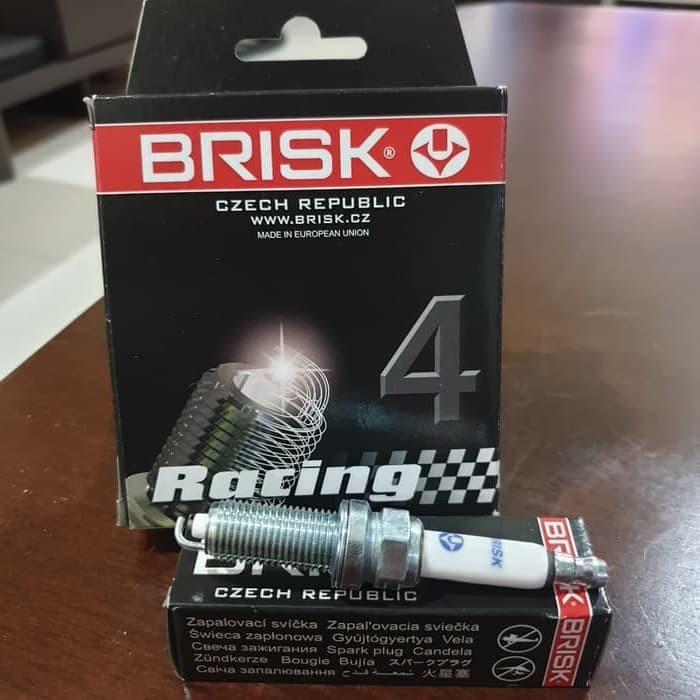 BRISK®
CZECH REPUBLIC
WWW.BRISK.CZ
MADE IN EUROPEAN UNION
4
Racing
BRISK
CZECH REPUBLIC
Zapalovací svíčka Zapaľovacia sviečka
Świeca zapłonowa Gyújtógyertya Vela
Свеча зажигания Spark plug Candela
Zündkerze Bougie Bujía スパークプラグ
Свіча запалювання شمعة قدح 火星塞
BRISK